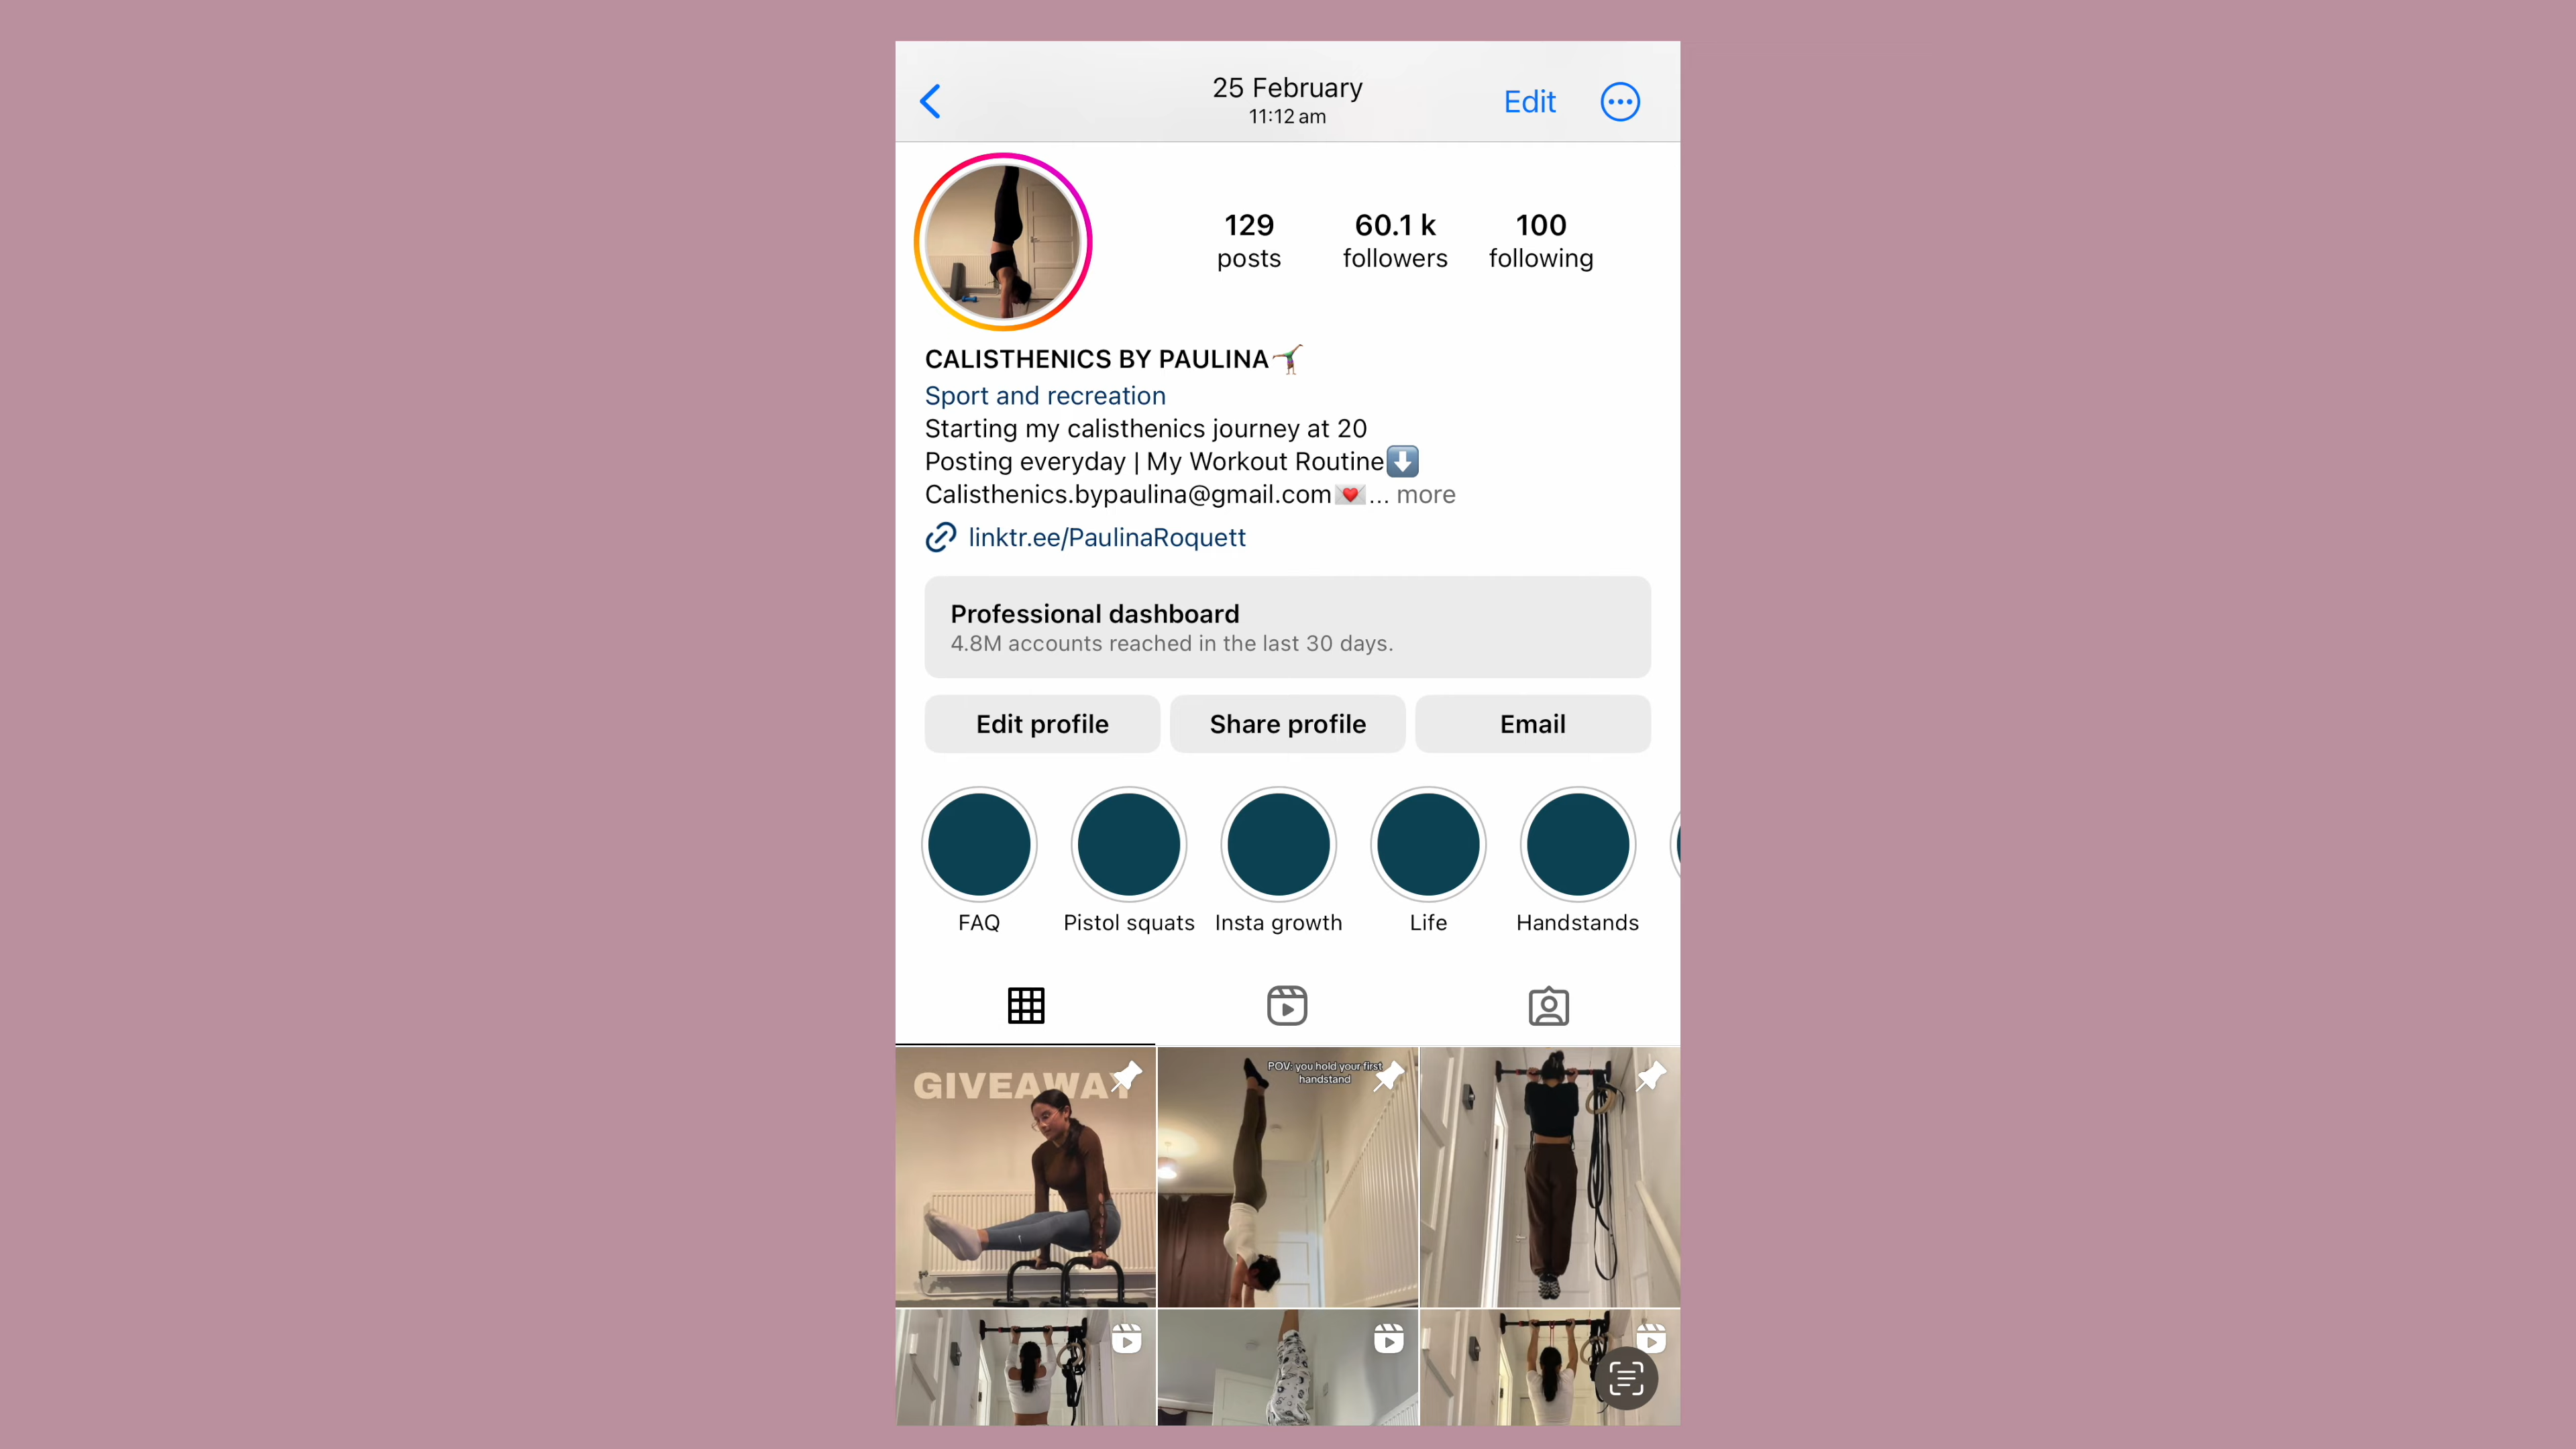 25 February
11:12 am
Edit
129
posts
60.1 k
followers
100
following
CALISTHENICS BY PAULINA🤸🏽‍♀️
Sport and recreation
Starting my calisthenics journey at 20
Posting everyday | My Workout Routine⬇️
Calisthenics.bypaulina@gmail.com💌... more
linktr.ee/PaulinaRoquett
Professional dashboard
4.8M accounts reached in the last 30 days.
Edit profile
Share profile
Email
FAQ
Pistol squats
Insta growth
Life
Handstands
GIVEAWAY
POV: you hold your first
handstand